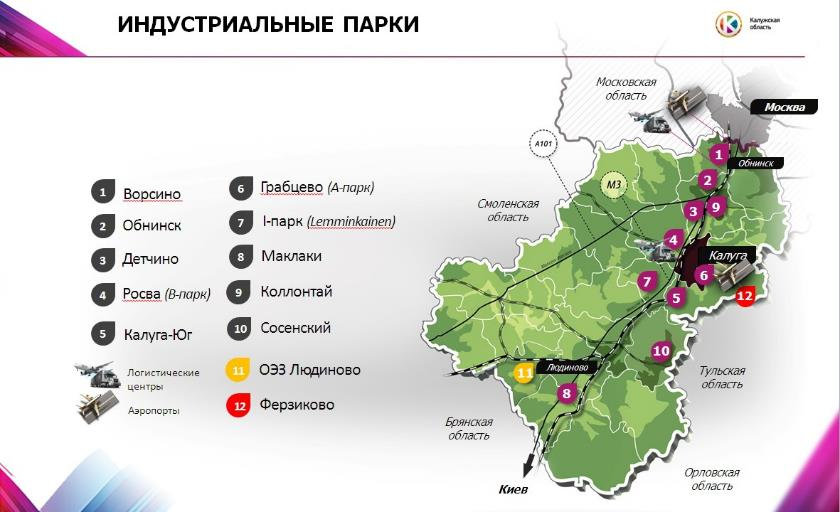 ИНДУСТРИАЛЬНЫЕ ПАРКИ
Калужская
область
1 Ворсино
2 Обнинск
3 Детчино
4 Росва (В-парк)
5 Калуга-Юг
6 Грабцево (А-парк)
7 I-парк (Lemminkainen)
8 Маклаки
9 Коллонтай
10 Сосенский
11 ОЭЗ Людиново
12 Ферзиково
Логистические
центры
Аэропорты
Московская
область
Москва
А101
М3
Смоленская
область
Обнинск
Калуга
Людиново
Тульская
область
Брянская
область
Орловская
область
Киев
1
2
3
9
4
6
7
5
12
10
11
8